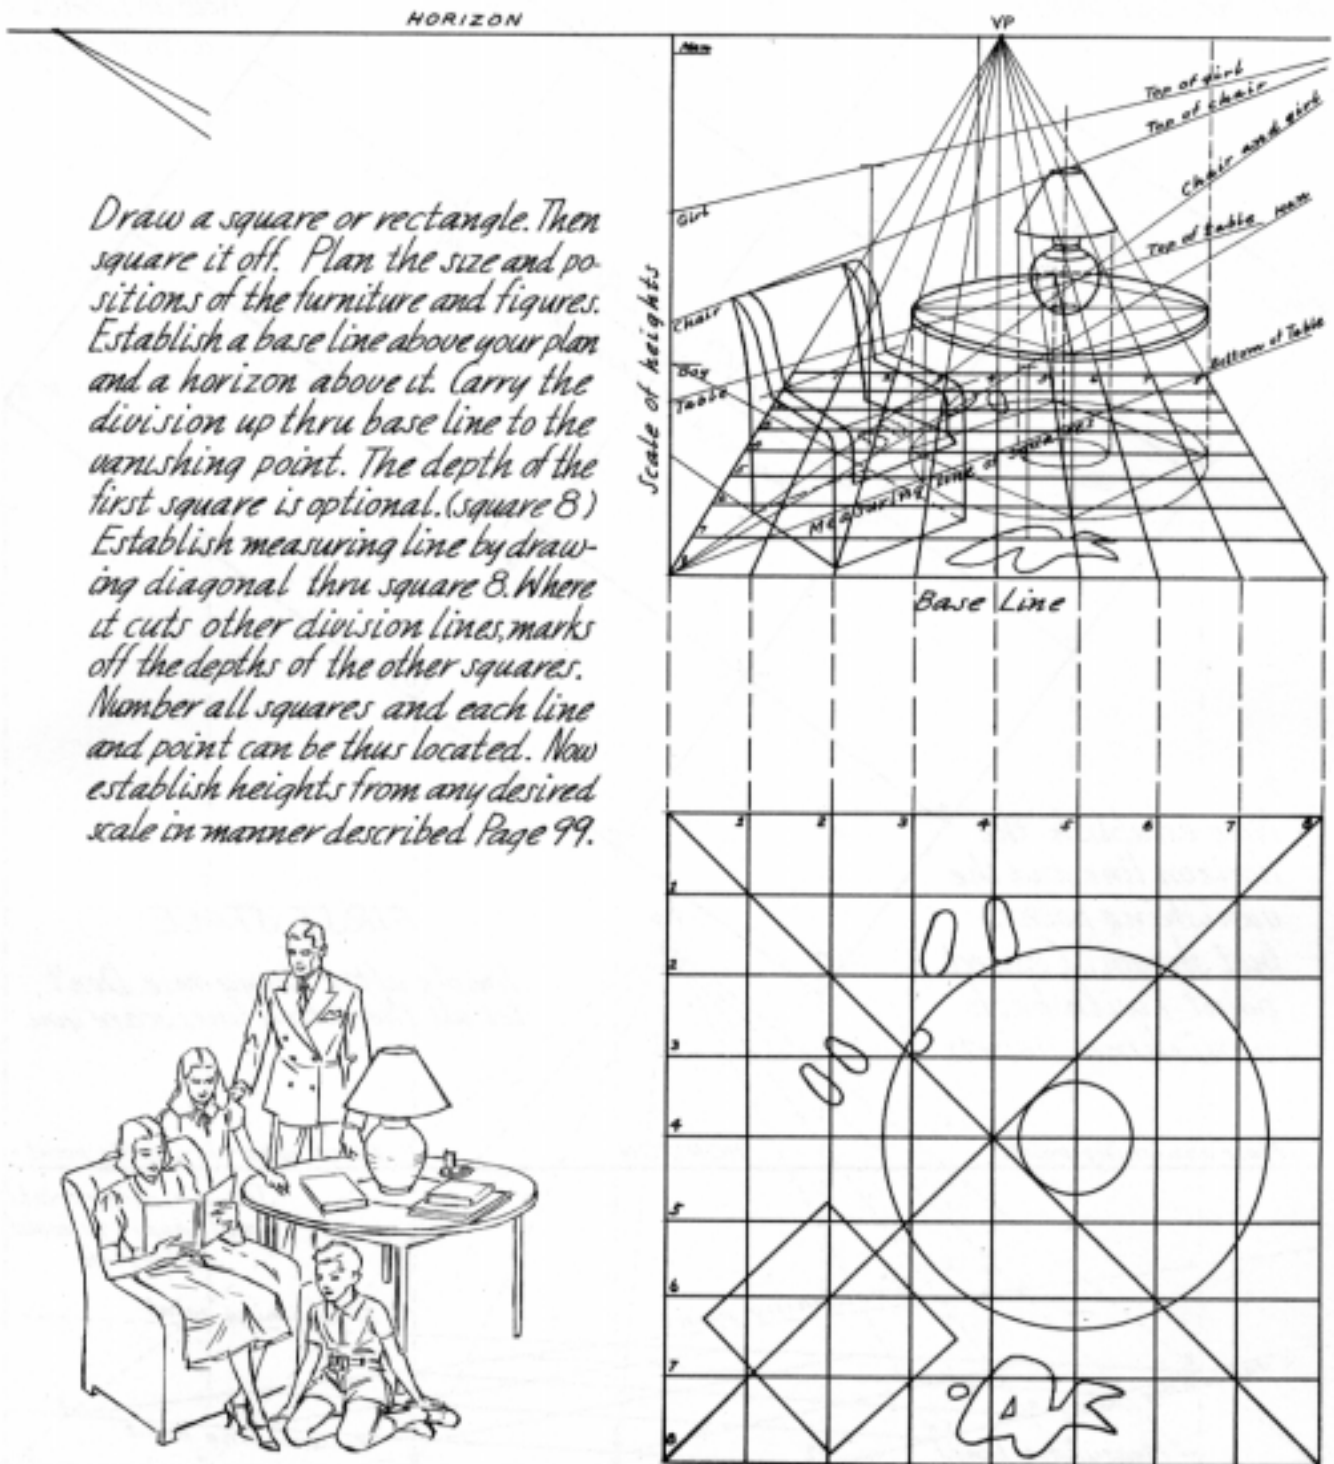 HORIZON
VP
Man
Top of girl
Top of chair
Chair and girl
Top of table
Man
Girl
Scale of heights
Chair
Boy
Table
Bottom of Table
Measuring line of squares
Base Line
Draw a square or rectangle. Then
square it off. Plan the size and po-
sitions of the furniture and figures.
Establish a base line above your plan
and a horizon above it. Carry the
division up thru base line to the
vanishing point. The depth of the
first square is optional. (square 8)
Establish measuring line by draw-
ing diagonal thru square 8. Where
it cuts other division lines, marks
off the depths of the other squares.
Number all squares and each line
and point can be thus located. Now
establish heights from any desired
scale in manner described Page 99.
1 2 3 4 5 6 7 8
1
2
3
4
5
6
7
8